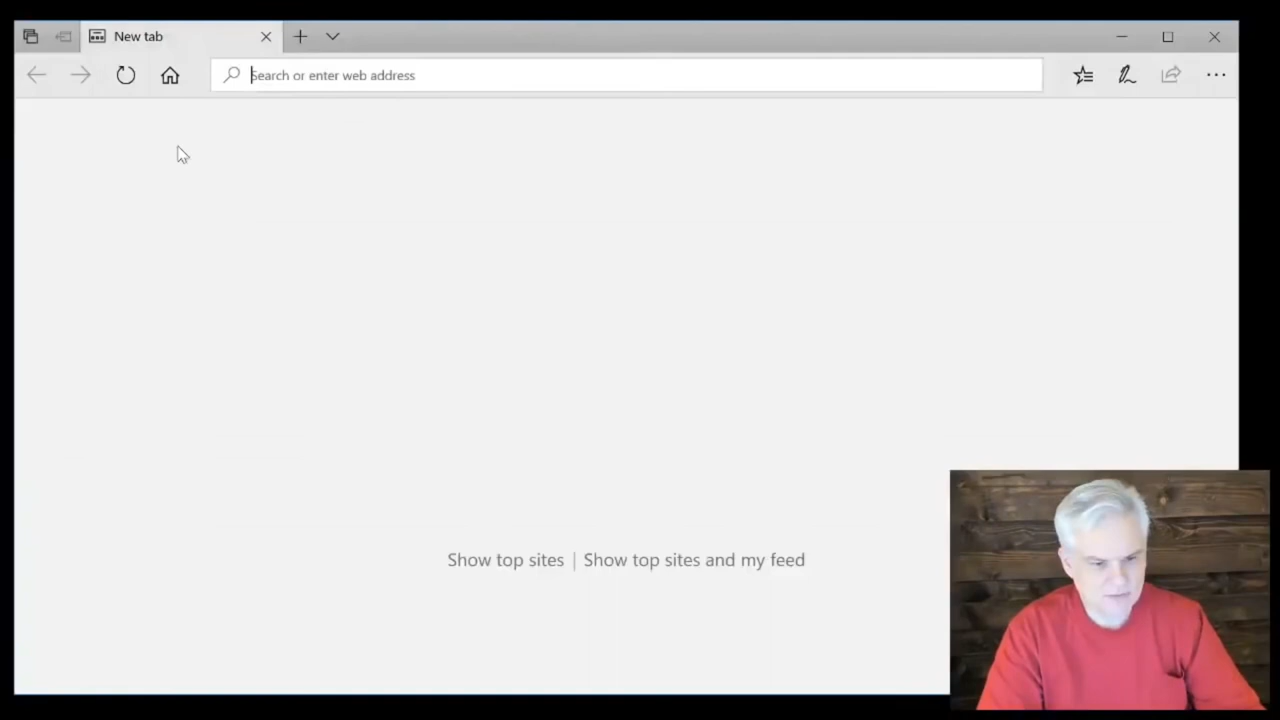 New tab
Search or enter web address
Show top sites | Show top sites and my feed